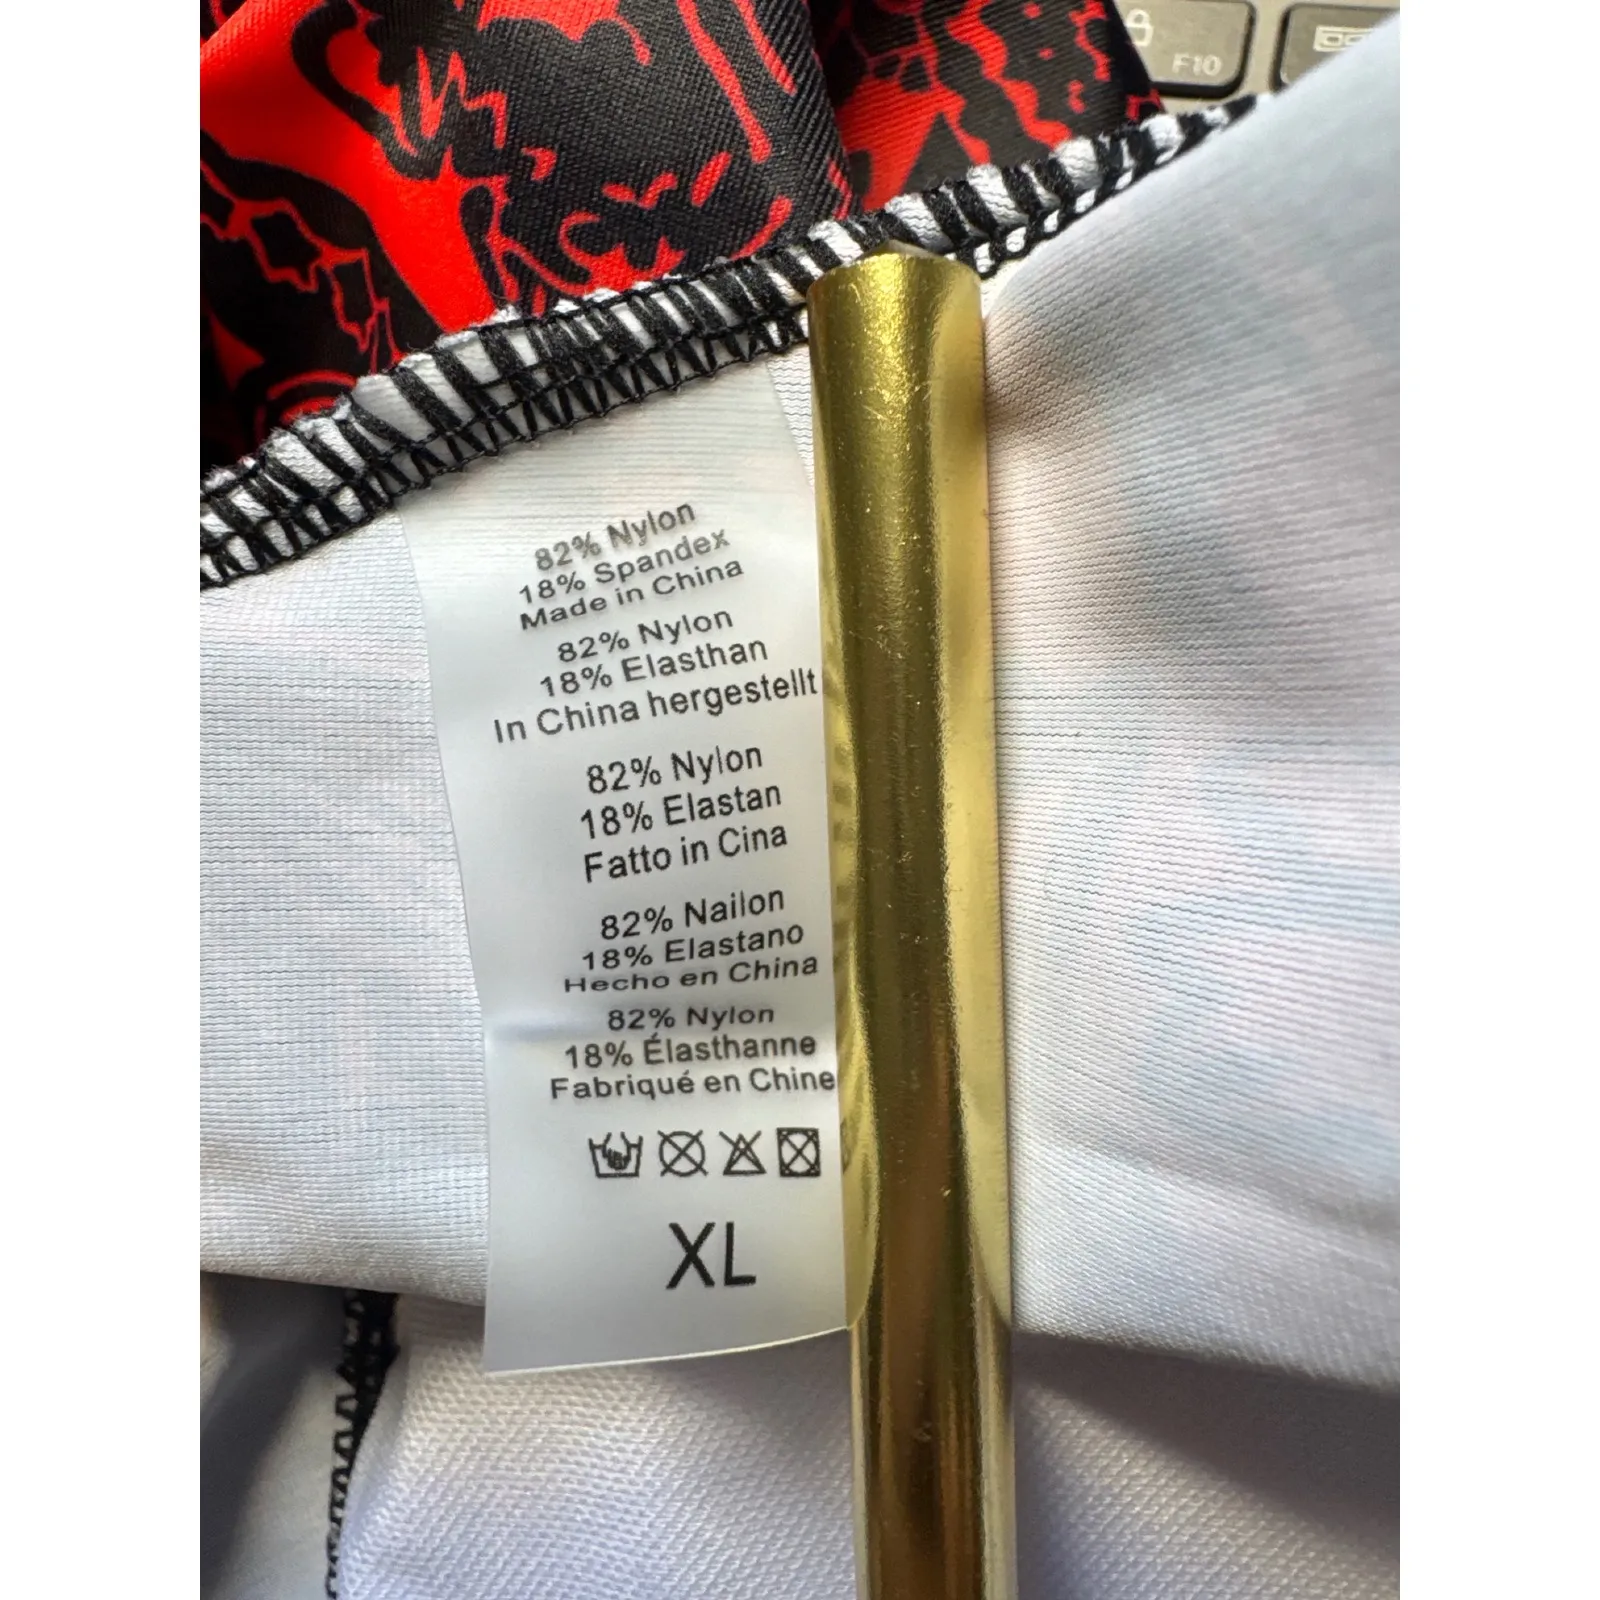 F10
82% Nylon
18% Spandex
Made in China
82% Nylon
18% Elasthan
In China hergestellt
82% Nylon
18% Elastan
Fatto in Cina
82% Nailon
18% Elastano
Hecho en China
82% Nylon
18% Élasthanne
Fabriqué en Chine
XL